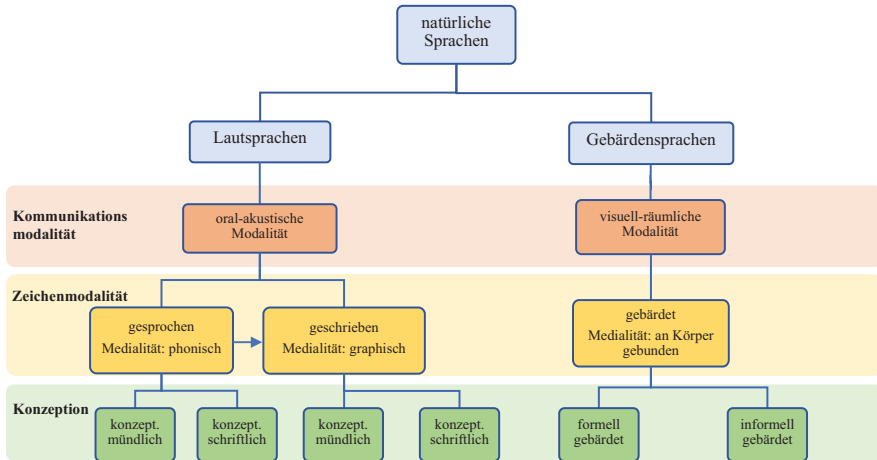 natürliche
Sprachen
Lautsprachen
Gebärdensprachen
Kommunikations
modalität
oral-akustische
Modalität
visuell-räumliche
Modalität
Zeichenmodalität
gesprochen
Medialität: phonisch
geschrieben
Medialität: graphisch
gebärdet
Medialität: an Körper
gebunden
Konzeption
konzept.
mündlich
konzept.
schriftlich
konzept.
mündlich
konzept.
schriftlich
formell
gebärdet
informell
gebärdet